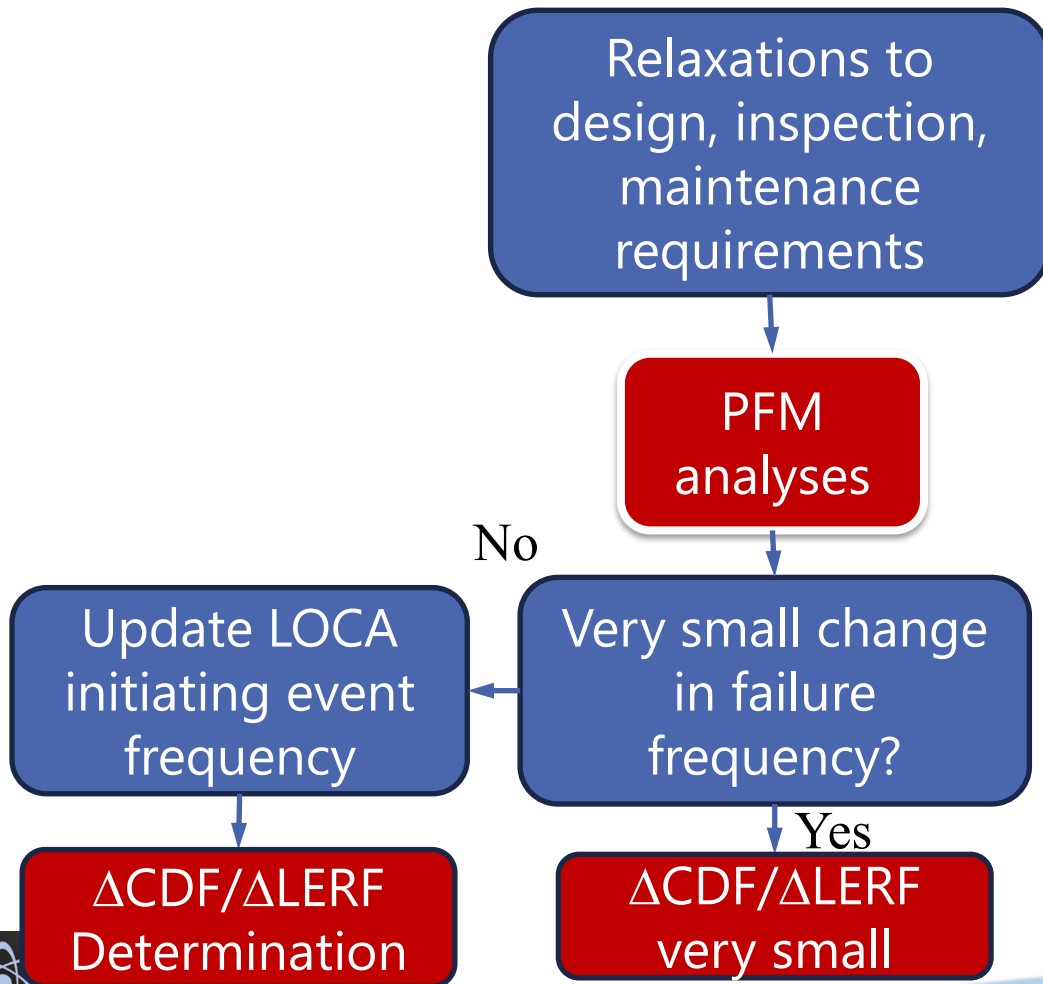 Relaxations to
design, inspection,
maintenance
requirements
PFM
analyses
No
Update LOCA
initiating event
frequency
Very small change
in failure
frequency?
Yes
ΔCDF/ΔLERF
Determination
ΔCDF/ΔLERF
very small